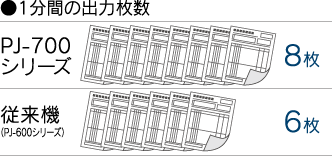 ●1分間の出力枚数
PJ-700
シリーズ
8枚
従来機
(PJ-600シリーズ)
6枚